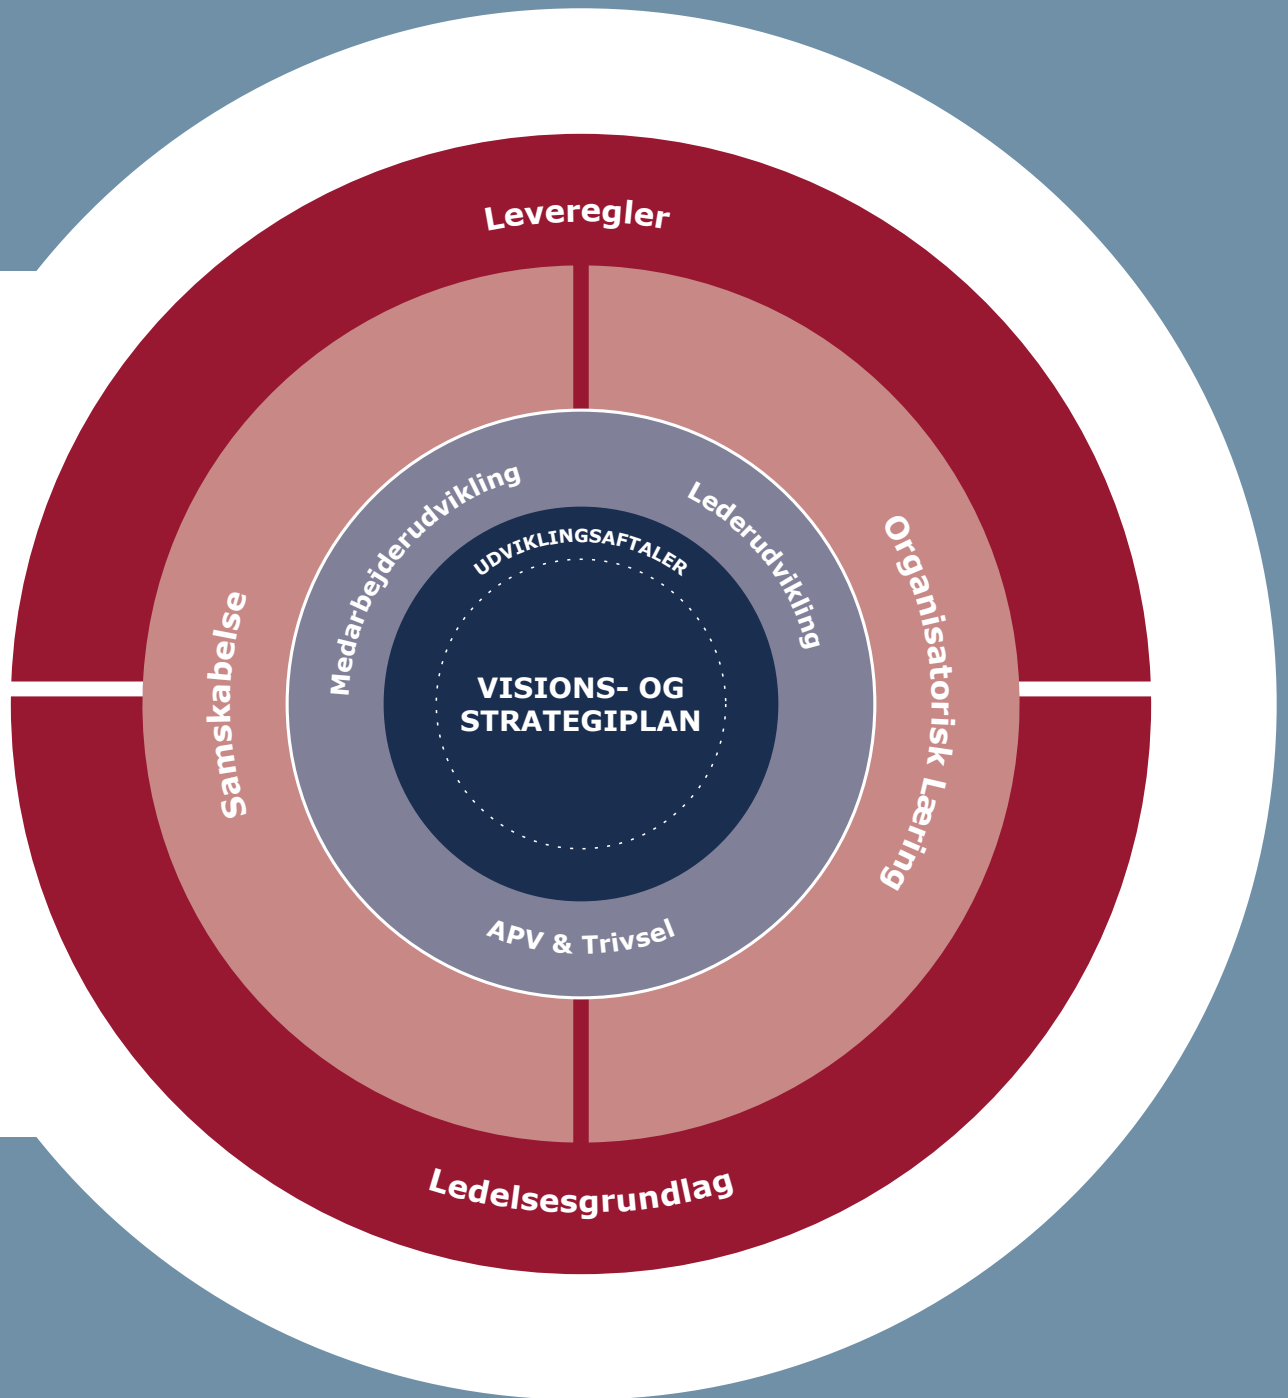 Leveregler
Medarbejderudvikling
Lederudvikling
UDVIKLINGSAFTALER
Organisatorisk Læring
Samskabelse
VISIONS- OG
STRATEGIPLAN
APV & Trivsel
Ledelsesgrundlag